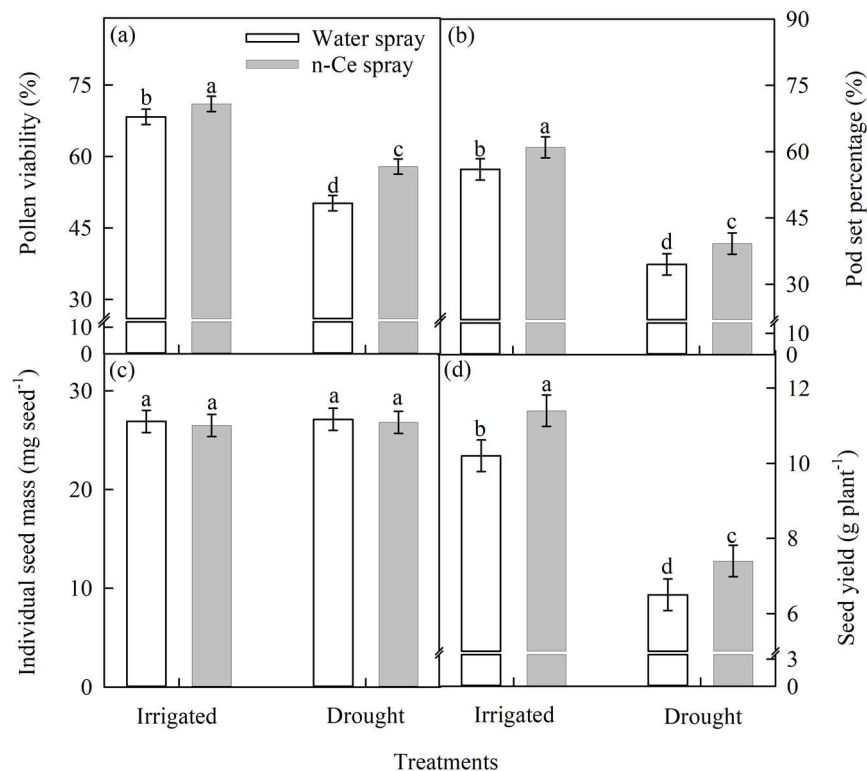 (a)
Water spray
n-Ce spray
(b)
Pollen viability (%)
75
60
45
30
10
0
b
a
d
c
Pod set percentage (%)
90
75
60
45
30
10
0
b
a
d
c
(c)
Individual seed mass (mg seed⁻¹)
30
20
10
0
a
a
a
a
(d)
Seed yield (g plant⁻¹)
12
10
8
6
3
0
b
a
d
c
Irrigated
Drought
Irrigated
Drought
Treatments